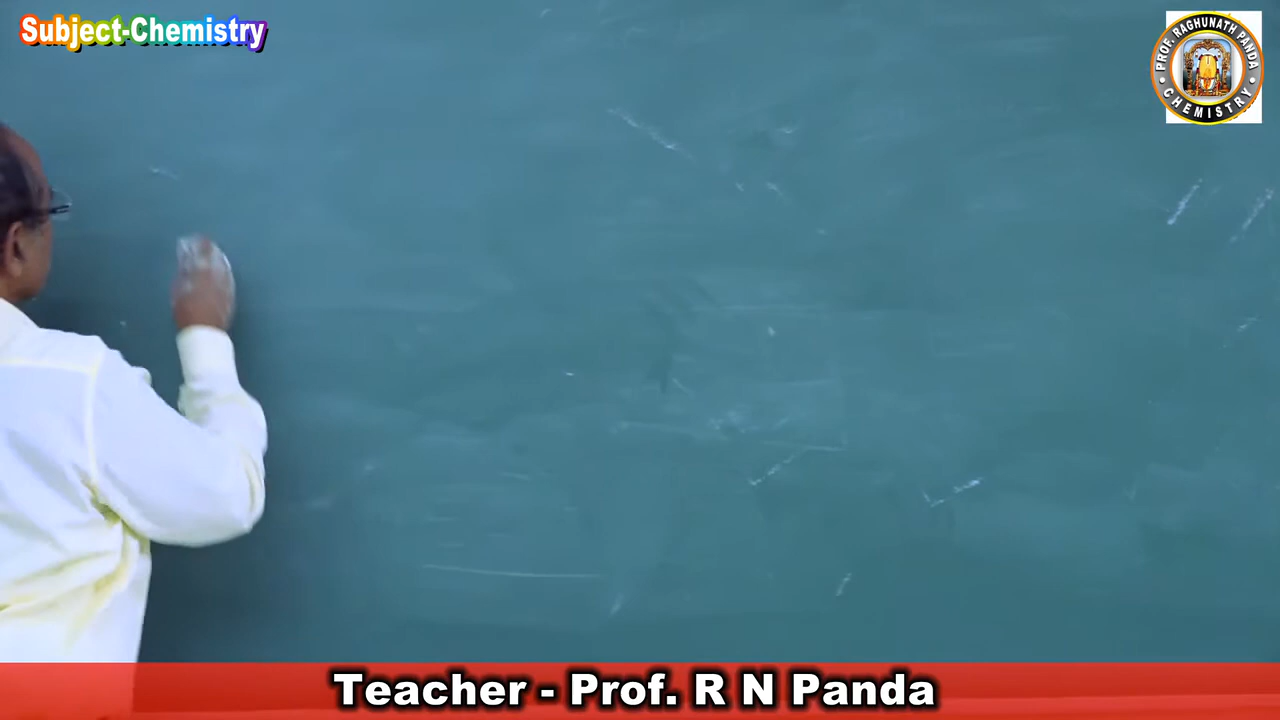 Subject-Chemistry
PROF. RAGHUNATH PANDA
CHEMISTRY
Teacher - Prof. R N Panda